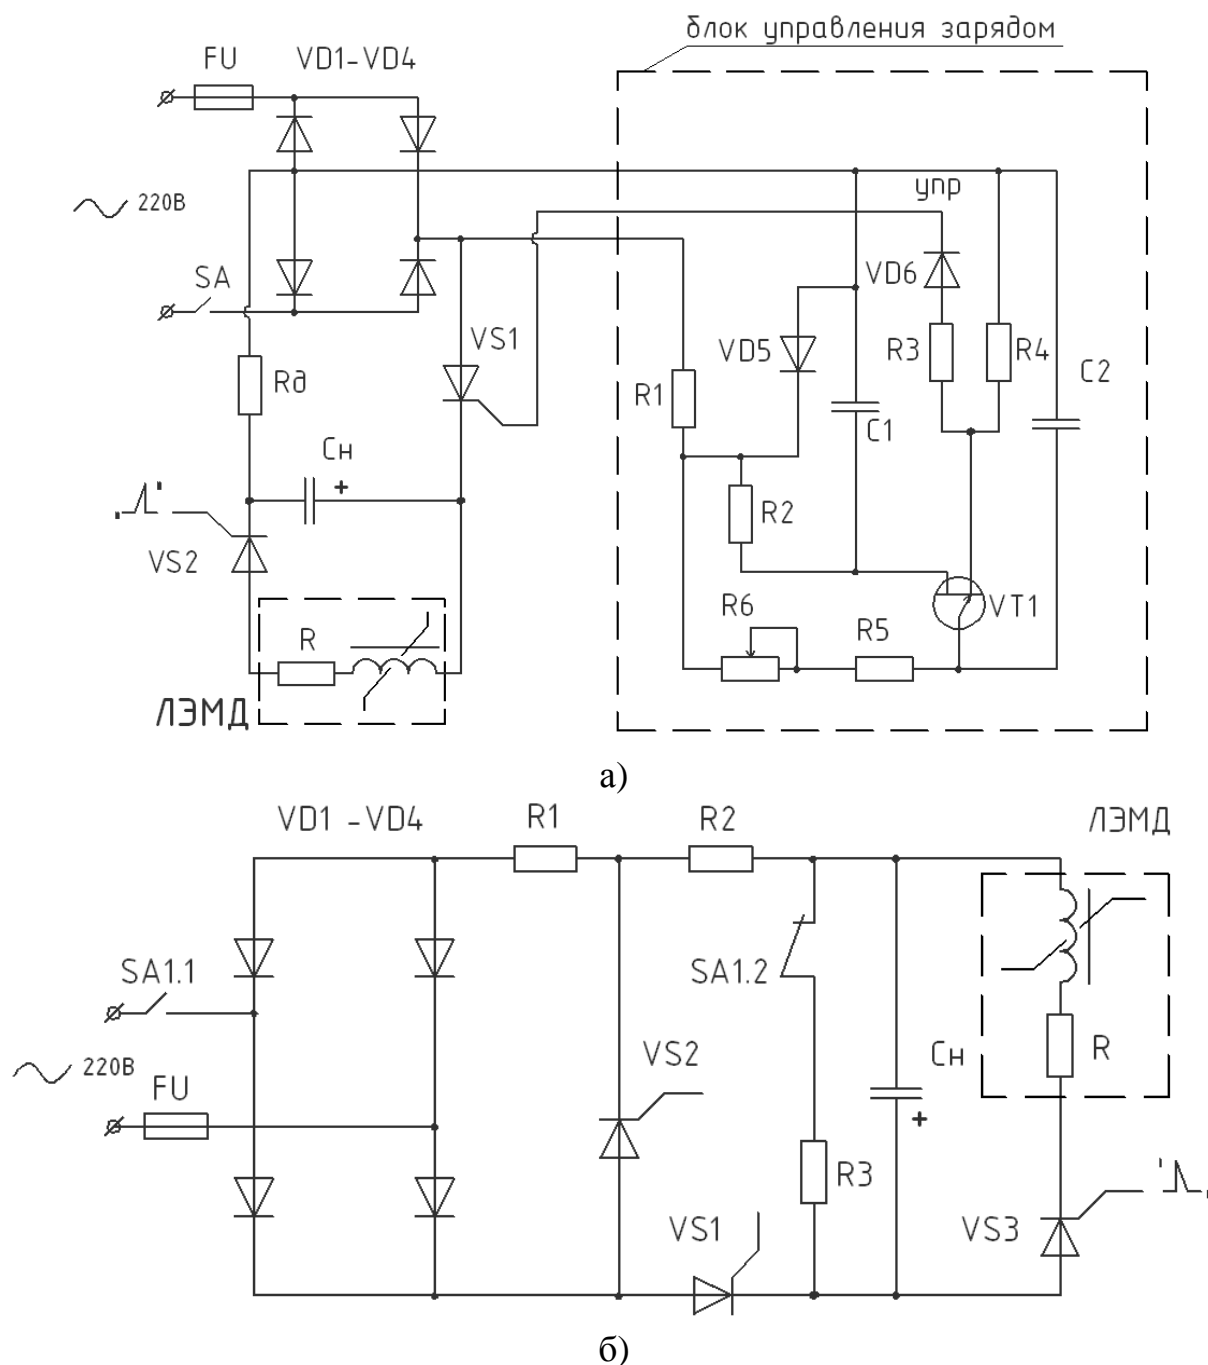 блок управления зарядом
FU VD1-VD4
упр
220В
SA
VD6
VS1
VD5
R3 R4
Rд
R1
C2
C1
Сн
+
R2
VS2
R6
VT1
R
R5
ЛЭМД
а)
VD1 -VD4 R1 R2 ЛЭМД
SA1.1
SA1.2
220В
FU
VS2
Сн
R
+
R3
VS1
VS3
б)